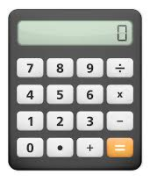 0
7 8 9 ÷
4 5 6 x
1 2 3 −
0 • + =